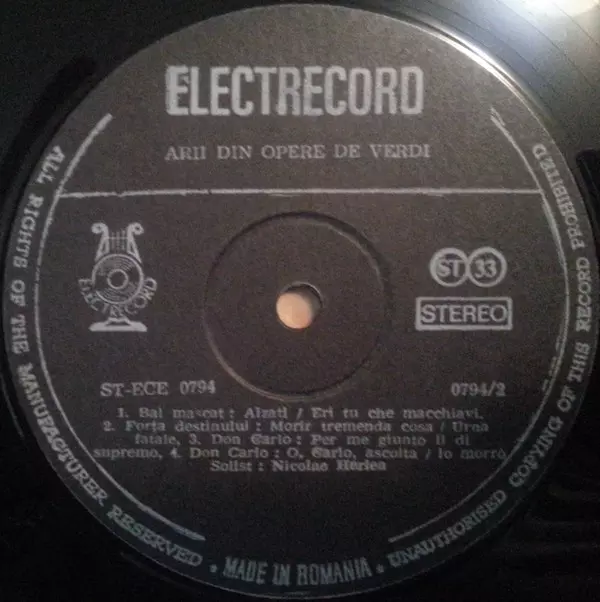 ELECTRECORD
ARII DIN OPERE DE VERDI
ELECTRECORD
ST 33
STEREO
ST-ECE 0794
0794/2
1. Bal mascat : Alzati / Eri tu che macchiavi,
2. Forța destinului : Morir tremenda cosa / Urna
fatale, 3. Don Carlo : Per me giunto il di
supremo, 4. Don Carlo : O, Carlo, ascolta / Io morrò
Solist : Nicolae Herlea
ALL RIGHTS OF THE MANUFACTURER RESERVED • MADE IN ROMANIA • UNAUTHORISED COPYING OF THIS RECORD PROHIBITED